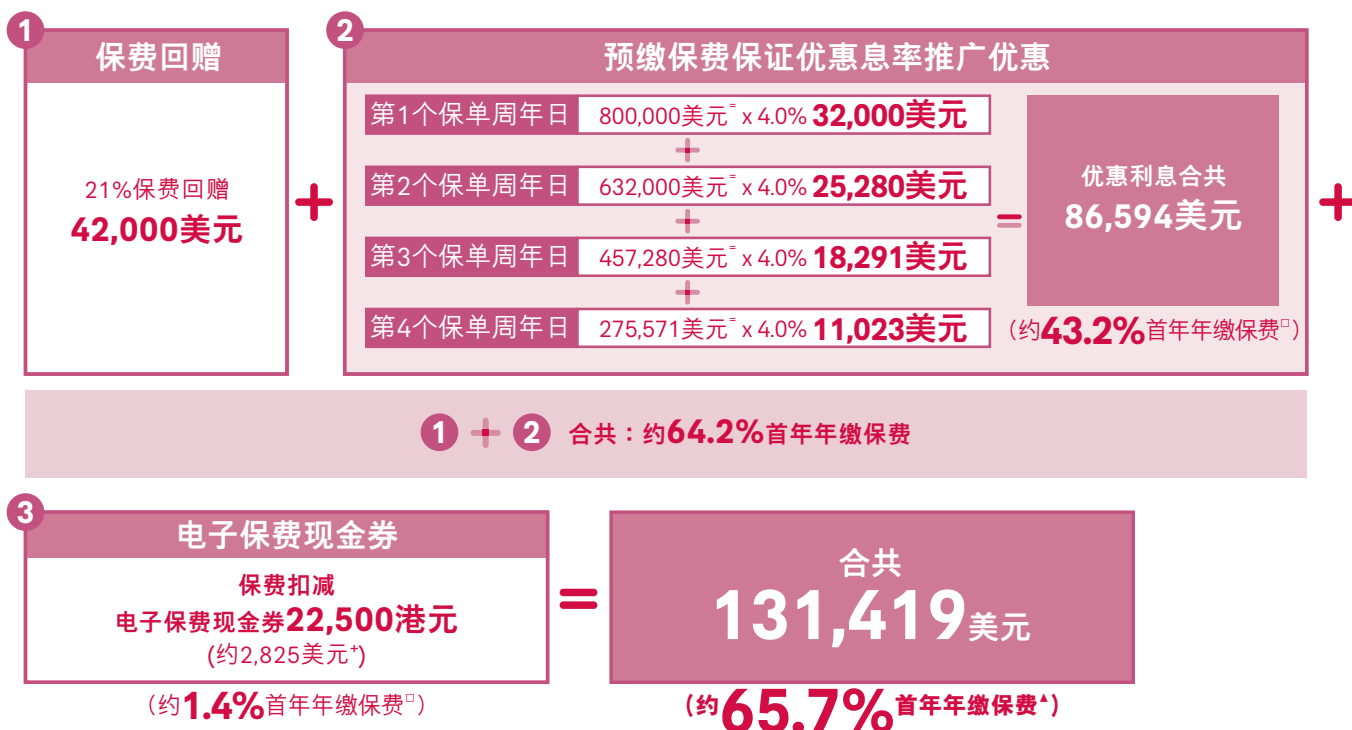 1
保费回赠
21%保费回赠
42,000美元
+
2
预缴保费保证优惠息率推广优惠
第1个保单周年日 800,000美元⁼ x 4.0% 32,000美元
+
第2个保单周年日 632,000美元⁼ x 4.0% 25,280美元
+
第3个保单周年日 457,280美元⁼ x 4.0% 18,291美元
+
第4个保单周年日 275,571美元⁼ x 4.0% 11,023美元
=
优惠利息合共
86,594美元
（约43.2%首年年缴保费□）
+
1 + 2 合共：约64.2%首年年缴保费
3
电子保费现金券
保费扣减
电子保费现金券22,500港元
(约2,825美元⁺)
（约1.4%首年年缴保费□）
=
合共
131,419美元
(约65.7%首年年缴保费▲)